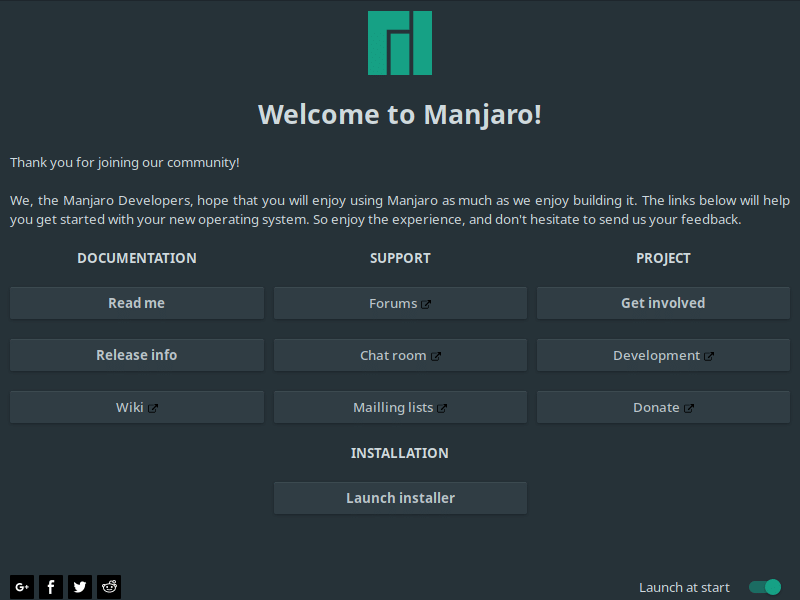 Welcome to Manjaro!
Thank you for joining our community!
We, the Manjaro Developers, hope that you will enjoy using Manjaro as much as we enjoy building it. The links below will help
you get started with your new operating system. So enjoy the experience, and don't hesitate to send us your feedback.
DOCUMENTATION
SUPPORT
PROJECT
Read me
Forums
Get involved
Release info
Chat room
Development
Wiki
Mailling lists
Donate
INSTALLATION
Launch installer
G+
Launch at start